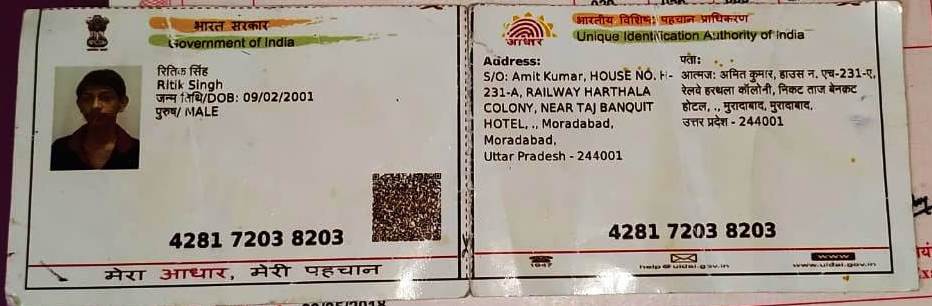 भारत सरकार
Government of India
रितिक सिंह
Ritik Singh
जन्म तिथि/DOB: 09/02/2001
पुरुष/ MALE
4281 7203 8203
मेरा आधार, मेरी पहचान
भारतीय विशिष्ट पहचान प्राधिकरण
Unique Identification Authority of India
आधार
Address:
S/O: Amit Kumar, HOUSE NO. H-
231-A, RAILWAY HARTHALA
COLONY, NEAR TAJ BANQUIT
HOTEL, ., Moradabad,
Moradabad,
Uttar Pradesh - 244001
पता:
आत्मज: अमित कुमार, हाउस न. एच-231-ए,
रेलवे हरथला कॉलोनी, निकट ताज बेनक्रट
होटल, ., मुरादाबाद, मुरादाबाद,
उत्तर प्रदेश - 244001
4281 7203 8203
1947
help@uidai.gov.in
www
www.uidai.gov.in